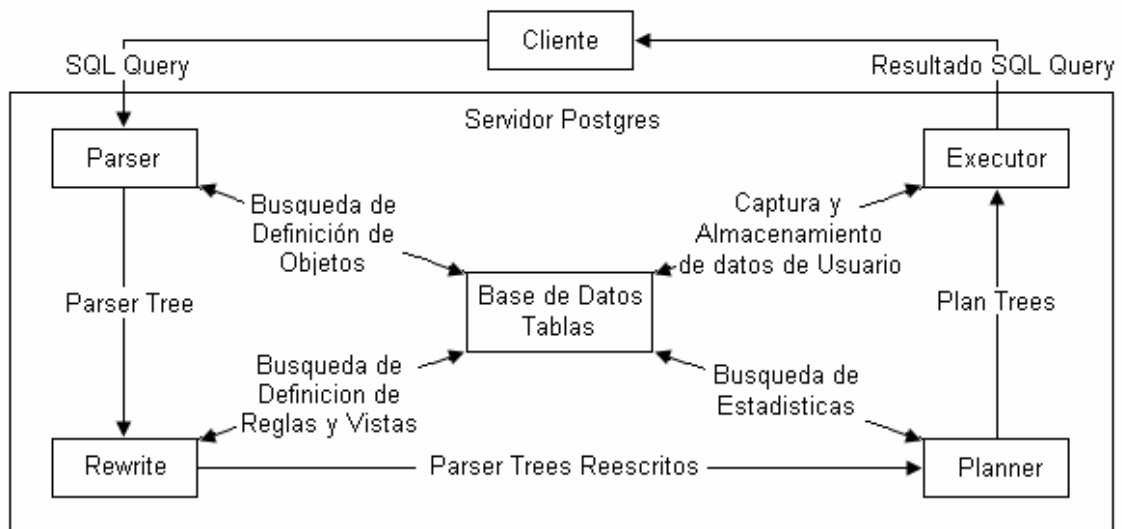 Cliente
SQL Query
Resultado SQL Query
Servidor Postgres
Parser
Executor
Busqueda de
Definición de
Objetos
Captura y
Almacenamiento
de datos de Usuario
Parser Tree
Base de Datos
Tablas
Plan Trees
Busqueda de
Definicion de
Reglas y Vistas
Busqueda de
Estadisticas
Rewrite
Parser Trees Reescritos
Planner